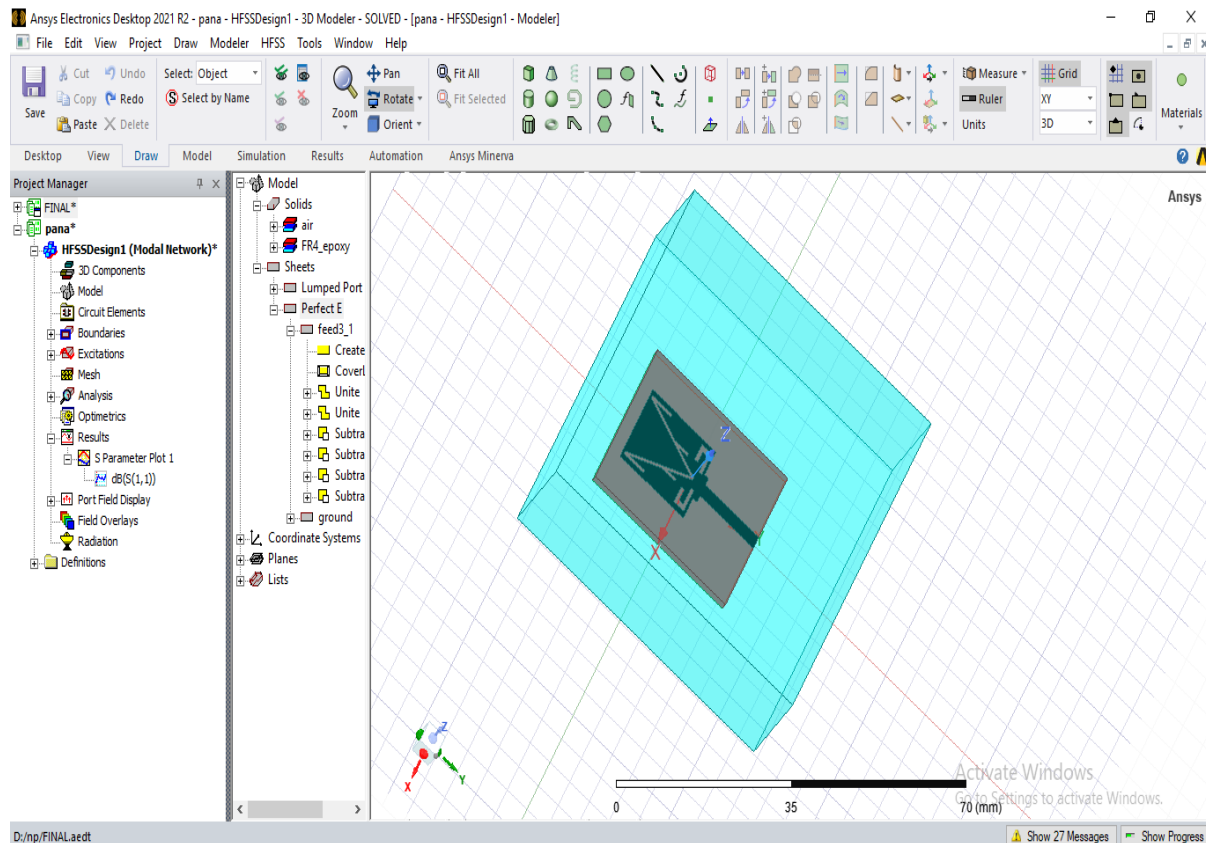 Ansys Electronics Desktop 2021 R2 - pana - HFSSDesign1 - 3D Modeler - SOLVED - [pana - HFSSDesign1 - Modeler]
File Edit View Project Draw Modeler HFSS Tools Window Help
Save
Cut Undo Select: Object
Copy Redo Select by Name
Paste Delete
Zoom
Pan Fit All
Rotate Fit Selected
Orient
Measure Grid
Ruler XY
Units 3D
Materials
Desktop View Draw Model Simulation Results Automation Ansys Minerva
Project Manager
FINAL*
pana*
HFSSDesign1 (Modal Network)*
3D Components
Model
Circuit Elements
Boundaries
Excitations
Mesh
Analysis
Optimetrics
Results
S Parameter Plot 1
dB(S(1,1))
Port Field Display
Field Overlays
Radiation
Definitions
Model
Solids
air
FR4_epoxy
Sheets
Lumped Port
Perfect E
feed3_1
Create
Coverl
Unite
Unite
Subtra
Subtra
Subtra
Subtra
ground
Coordinate Systems
Planes
Lists
Ansys
Z
X
Y
Z
X
Y
0 35 70 (mm)
Activate Windows
Go to Settings to activate Windows.
D:/np/FINAL.aedt
Show 27 Messages Show Progress